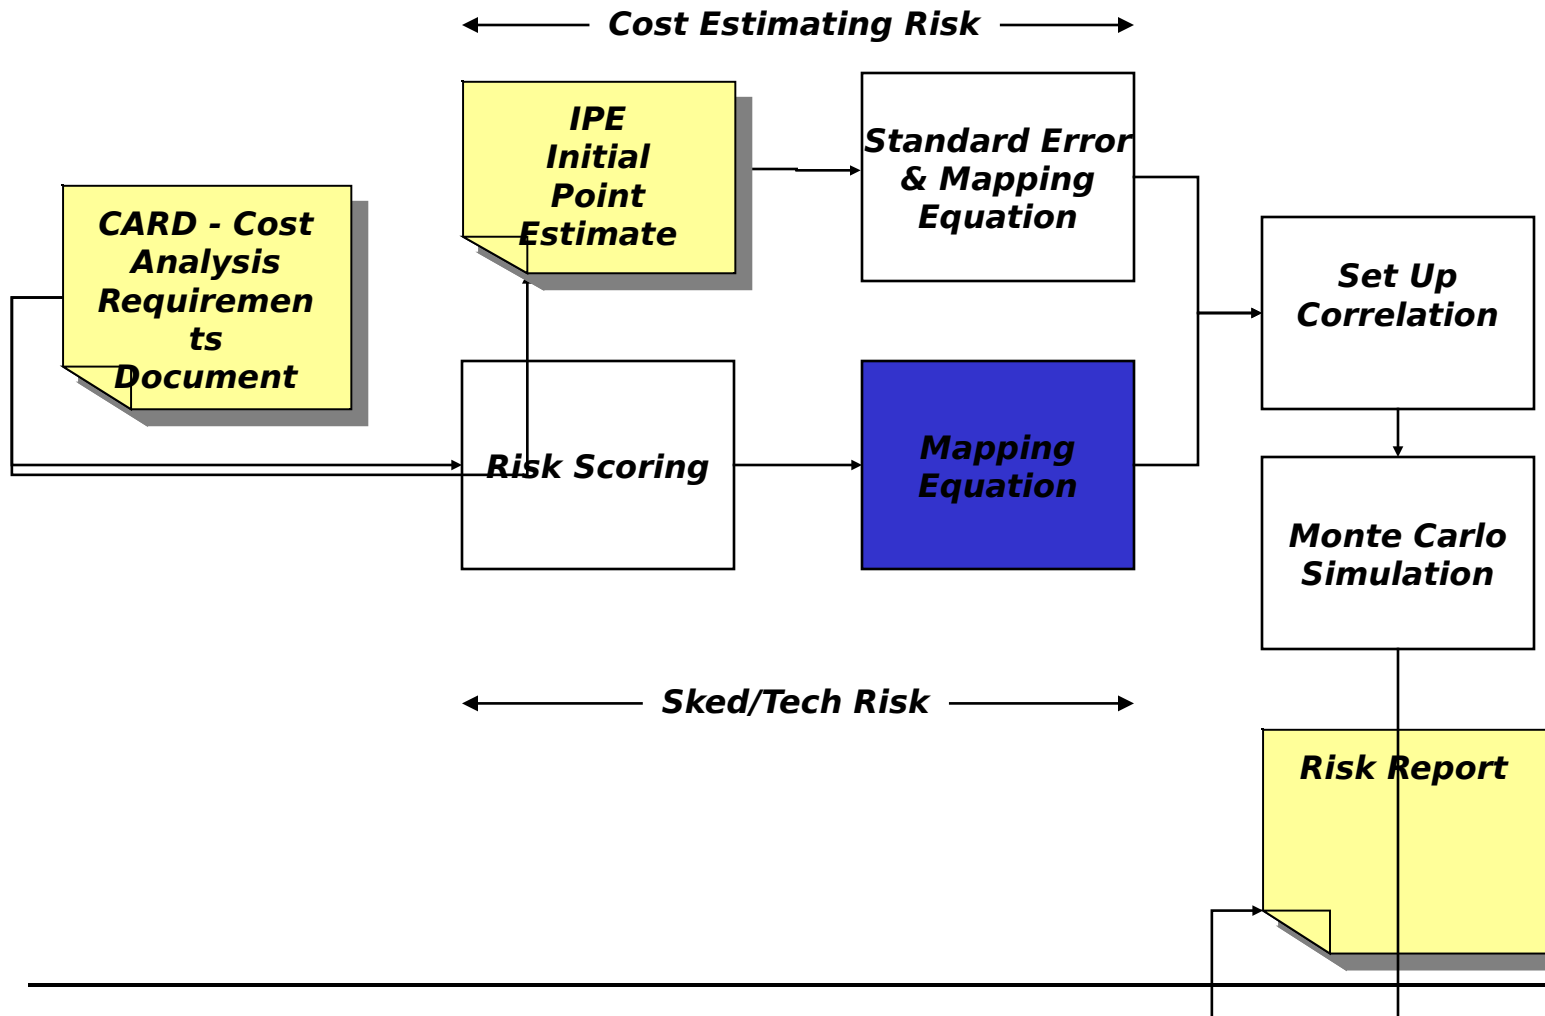 Cost Estimating Risk
IPE
Initial
Point
Estimate
Standard Error
& Mapping
Equation
CARD - Cost
Analysis
Requiremen
ts
Document
Set Up
Correlation
Risk Scoring
Mapping
Equation
Monte Carlo
Simulation
Sked/Tech Risk
Risk Report